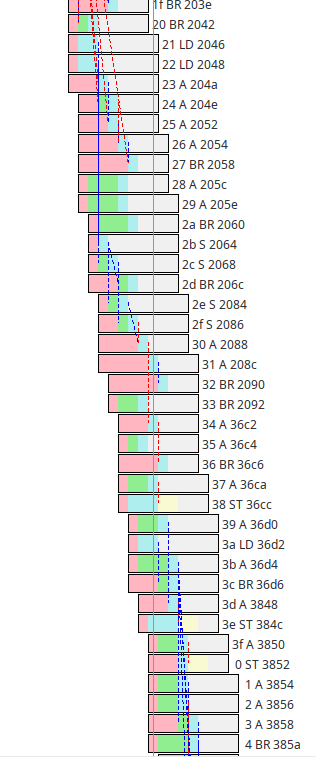 1f BR 203e
20 BR 2042
21 LD 2046
22 LD 2048
23 A 204a
24 A 204e
25 A 2052
26 A 2054
27 BR 2058
28 A 205c
29 A 205e
2a BR 2060
2b S 2064
2c S 2068
2d BR 206c
2e S 2084
2f S 2086
30 A 2088
31 A 208c
32 BR 2090
33 BR 2092
34 A 36c2
35 A 36c4
36 BR 36c6
37 A 36ca
38 ST 36cc
39 A 36d0
3a LD 36d2
3b A 36d4
3c BR 36d6
3d A 3848
3e ST 384c
3f A 3850
0 ST 3852
1 A 3854
2 A 3856
3 A 3858
4 BR 385a